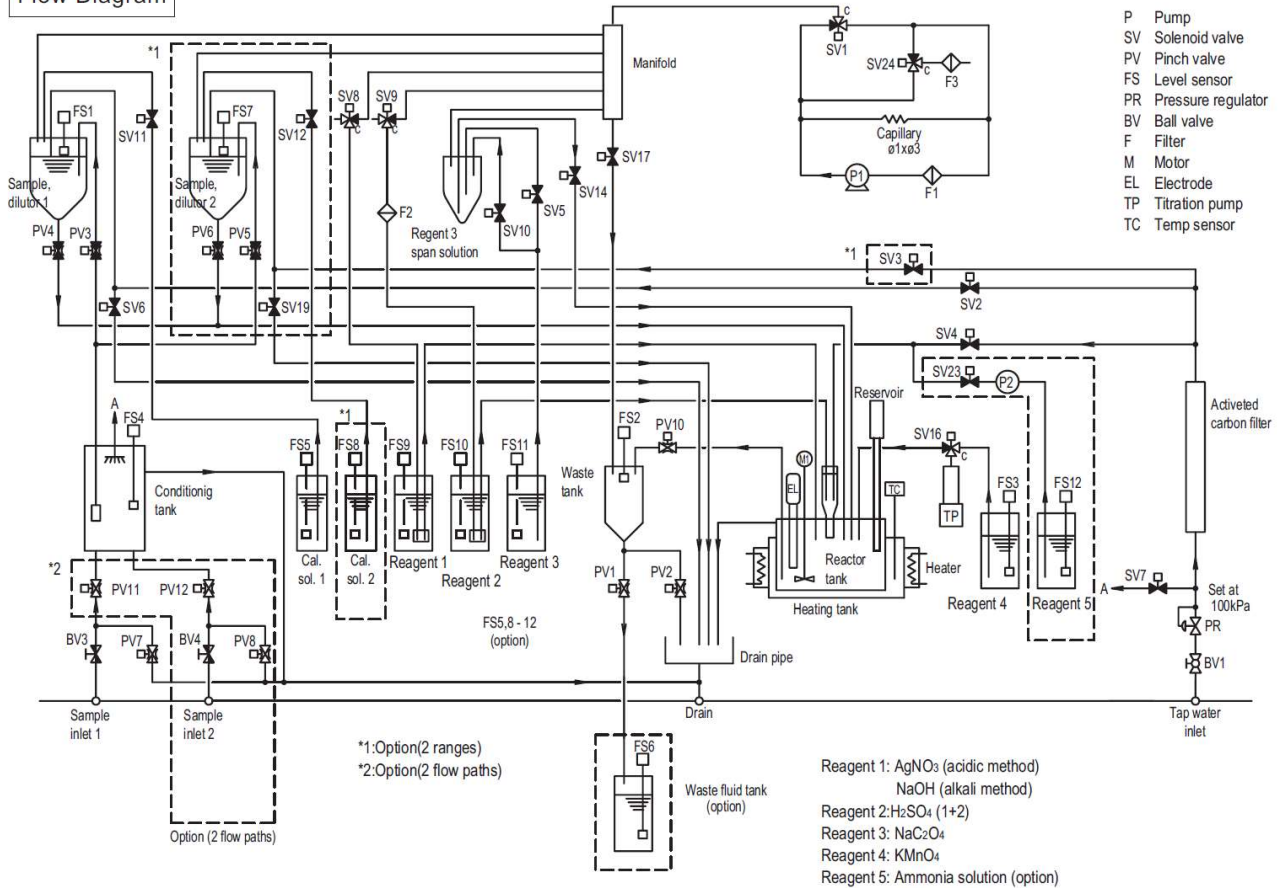 Flow Diagram
*1
Manifold
SV1
c
SV24
c
F3
Capillary
ø1xø3
P1
F1
P Pump
SV Solenoid valve
PV Pinch valve
FS Level sensor
PR Pressure regulator
BV Ball valve
F Filter
M Motor
EL Electrode
TP Titration pump
TC Temp sensor
FS1
SV11
FS7
SV12
SV8
c
SV9
c
SV17
SV14
SV5
SV10
F2
Sample,
dilutor 1
Sample,
dilutor 2
Regent 3
span solution
PV4
PV3
PV6
PV5
*1
SV3
SV2
SV6
SV19
SV4
SV23
P2
Activeted
carbon filter
A
FS4
Conditionig
tank
*1
FS5
FS8
FS9
FS10
FS11
FS2
PV10
Waste
tank
M1
EL
Reservoir
SV16
c
TC
TP
FS3
FS12
Cal.
sol. 1
Cal.
sol. 2
Reagent 1
Reagent 2
Reagent 3
Reactor
tank
Heater
Heating tank
Reagent 4
Reagent 5
A
SV7
Set at
100kPa
PR
BV1
*2
PV11
PV12
BV3
PV7
BV4
PV8
FS5,8 - 12
(option)
PV1
PV2
Drain pipe
Sample
inlet 1
Sample
inlet 2
Drain
Tap water
inlet
*1:Option(2 ranges)
*2:Option(2 flow paths)
Option (2 flow paths)
FS6
Waste fluid tank
(option)
Reagent 1: AgNO₃ (acidic method)
NaOH (alkali method)
Reagent 2:H₂SO₄ (1+2)
Reagent 3: NaC₂O₄
Reagent 4: KMnO₄
Reagent 5: Ammonia solution (option)